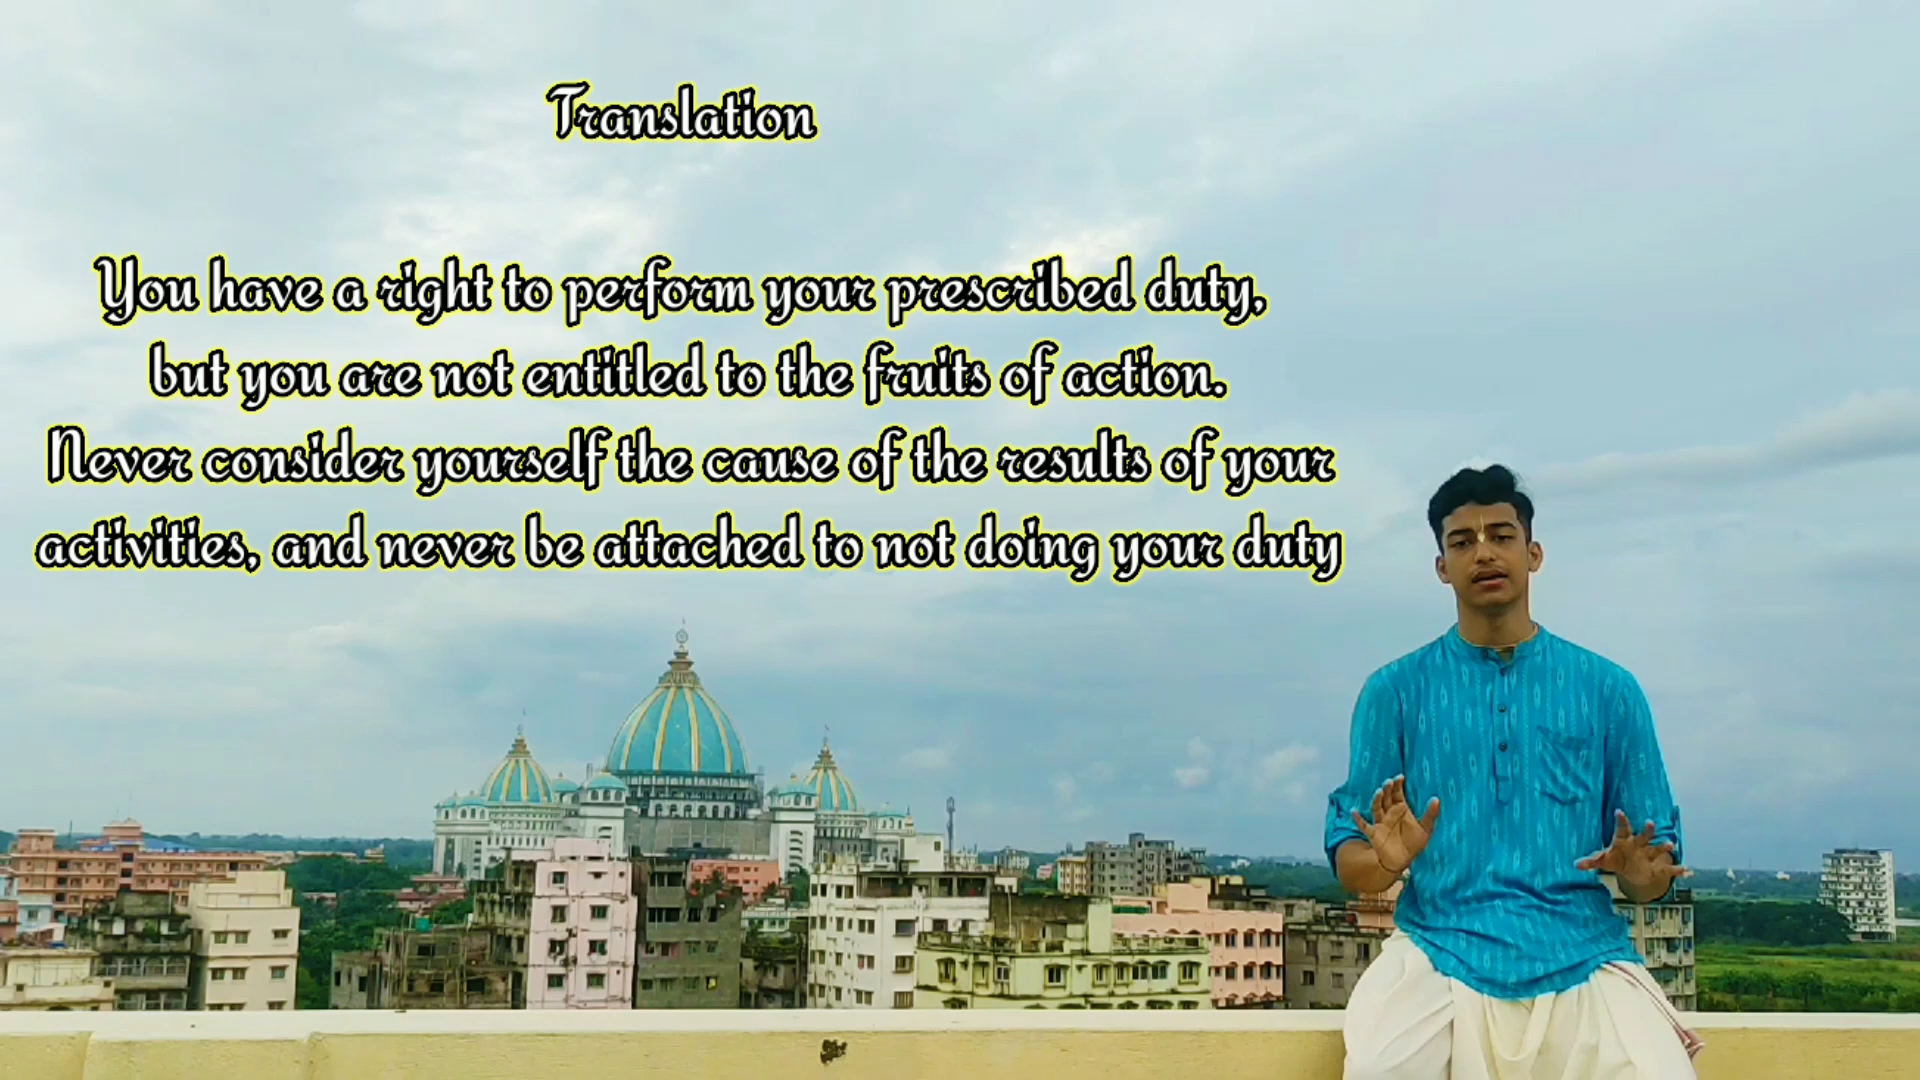 Translation
You have a right to perform your prescribed duty,
but you are not entitled to the fruits of action.
Never consider yourself the cause of the results of your
activities, and never be attached to not doing your duty